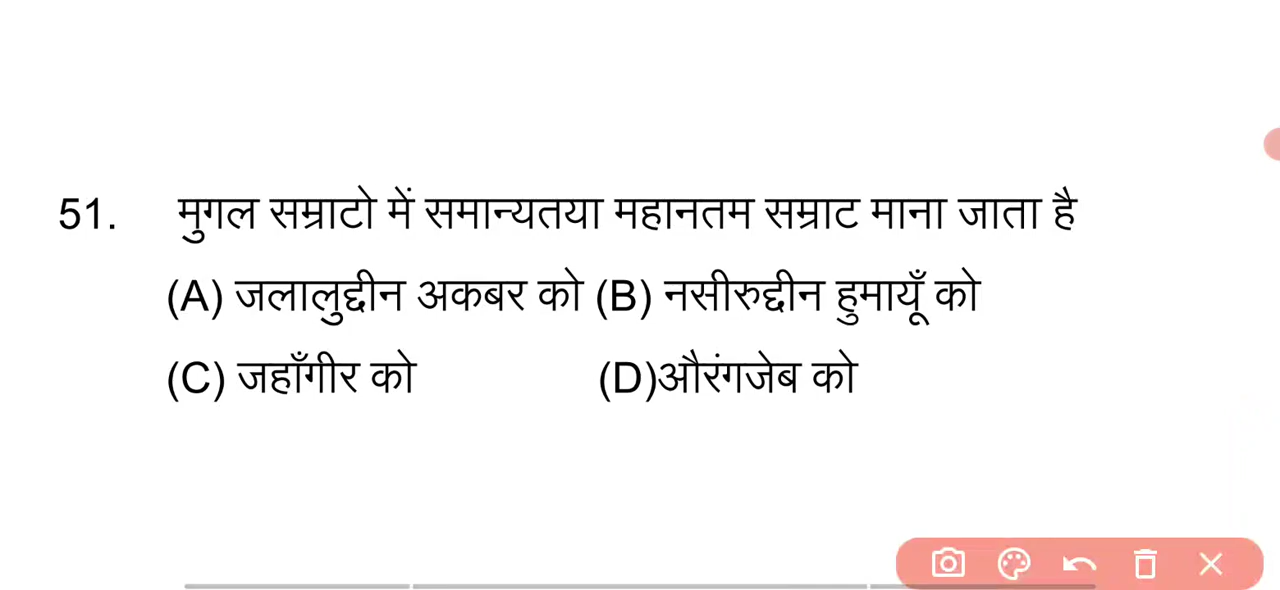 51. मुगल सम्राटो में समान्यतया महानतम सम्राट माना जाता है
(A) जलालुद्दीन अकबर को (B) नसीरुद्दीन हुमायूँ को
(C) जहाँगीर को (D)औरंगजेब को